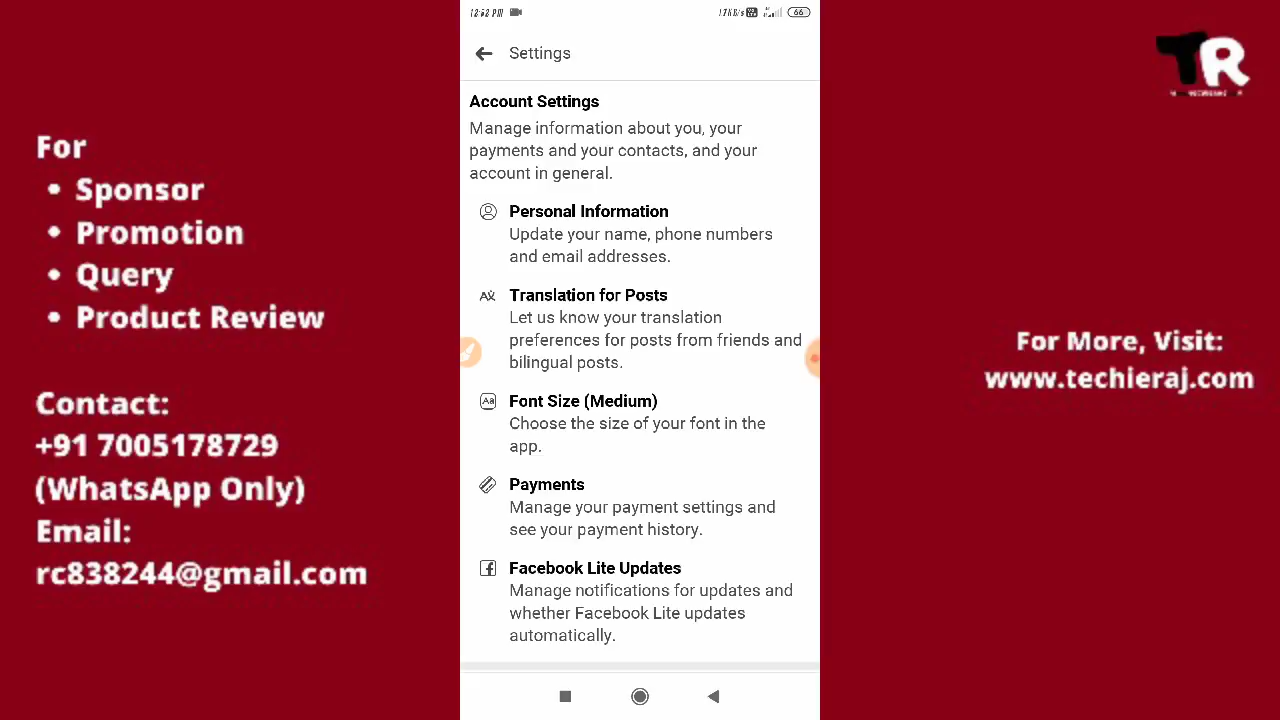 For
• Sponsor
• Promotion
• Query
• Product Review
Contact:
+91 7005178729
(WhatsApp Only)
Email:
rc838244@gmail.com
12:52 PM
66
Settings
Account Settings
Manage information about you, your
payments and your contacts, and your
account in general.
Personal Information
Update your name, phone numbers
and email addresses.
Translation for Posts
Let us know your translation
preferences for posts from friends and
bilingual posts.
Font Size (Medium)
Choose the size of your font in the
app.
Payments
Manage your payment settings and
see your payment history.
Facebook Lite Updates
Manage notifications for updates and
whether Facebook Lite updates
automatically.
TR
For More, Visit:
www.techieraj.com